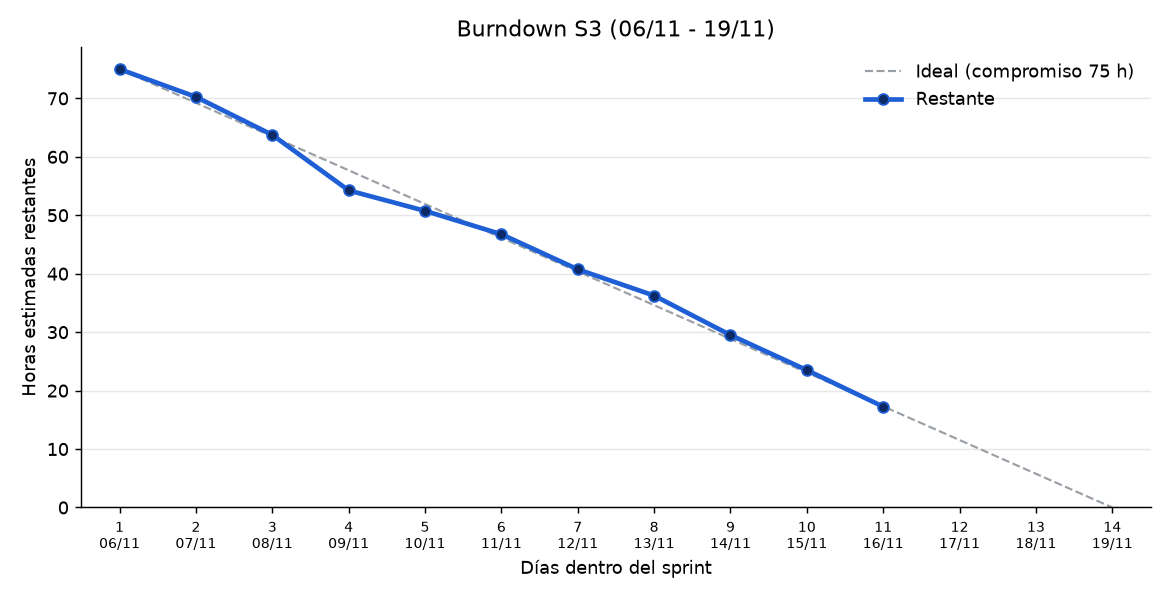 Burndown S3 (06/11 - 19/11)
Ideal (compromiso 75 h)
Restante
Horas estimadas restantes
70
60
50
40
30
20
10
0
1 2 3 4 5 6 7 8 9 10 11 12 13 14
06/11 07/11 08/11 09/11 10/11 11/11 12/11 13/11 14/11 15/11 16/11 17/11 18/11 19/11
Días dentro del sprint